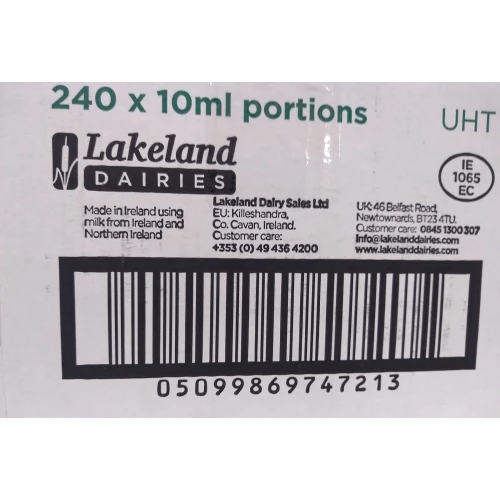 240 x 10ml portions
UHT
Lakeland
DAIRIES
IE
1065
EC
Made in Ireland using
milk from Ireland and
Northern Ireland
Lakeland Dairy Sales Ltd
EU: Killeshandra,
Co. Cavan, Ireland.
Customer care:
+353 (0) 49 436 4200
UK: 46 Belfast Road,
Newtownards, BT23 4TU.
Customer care: 0845 1300 307
info@lakelanddairies.com
www.lakelanddairies.com
05099869747213